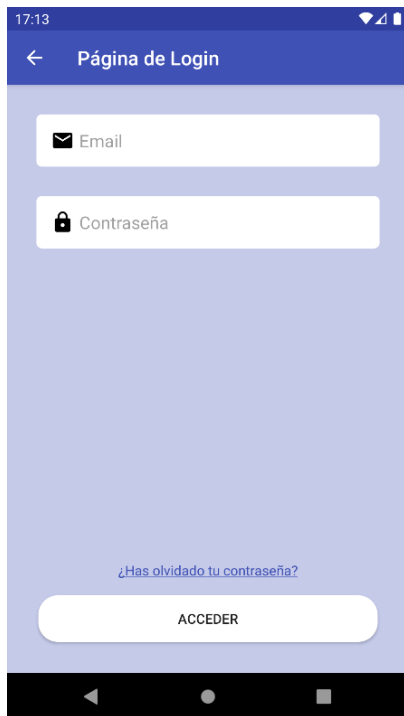 17:13
Página de Login
Email
Contraseña
¿Has olvidado tu contraseña?
ACCEDER